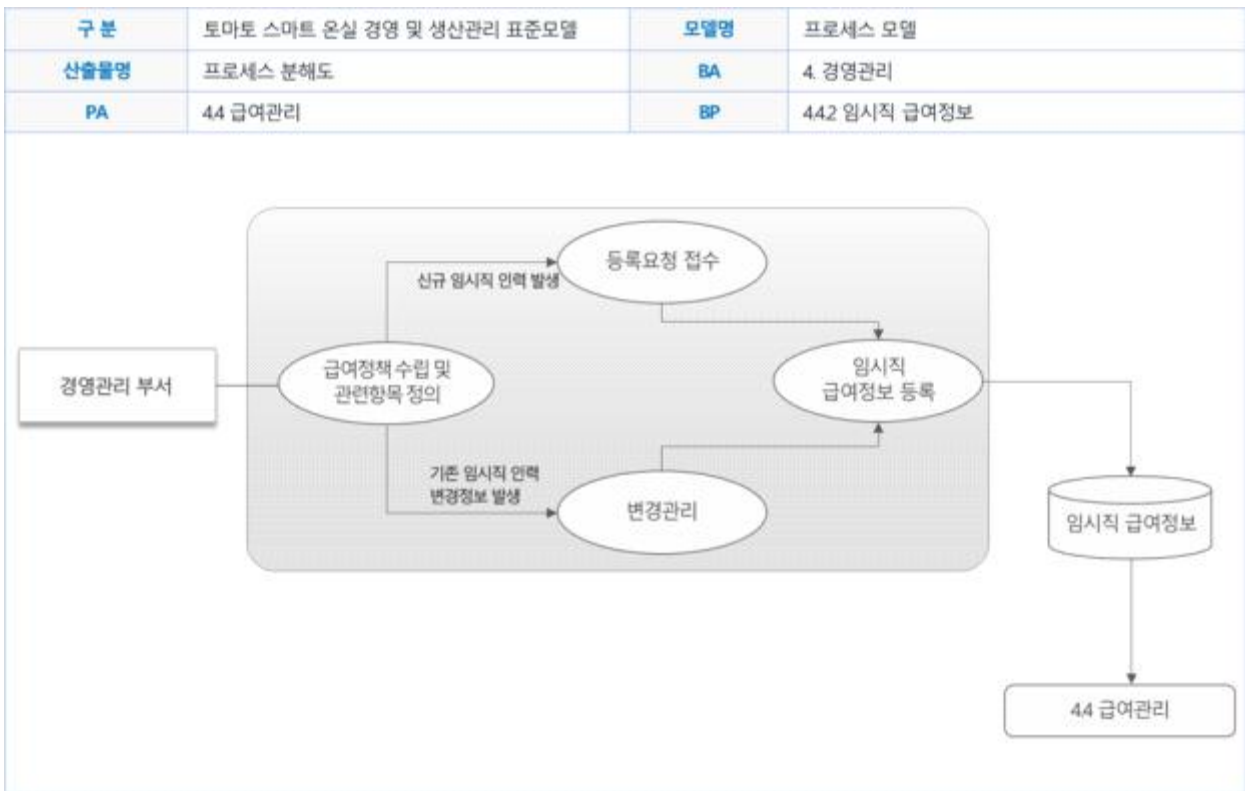 구 분 토마토 스마트 온실 경영 및 생산관리 표준모델 모델명 프로세스 모델
산출물명 프로세스 분해도 BA 4. 경영관리
PA 4.4 급여관리 BP 4.4.2 임시직 급여정보
등록요청 접수
신규 임시직 인력 발생
경영관리 부서
급여정책 수립 및
관련항목 정의
임시직
급여정보 등록
기존 임시직 인력
변경정보 발생
변경관리
임시직 급여정보
4.4 급여관리